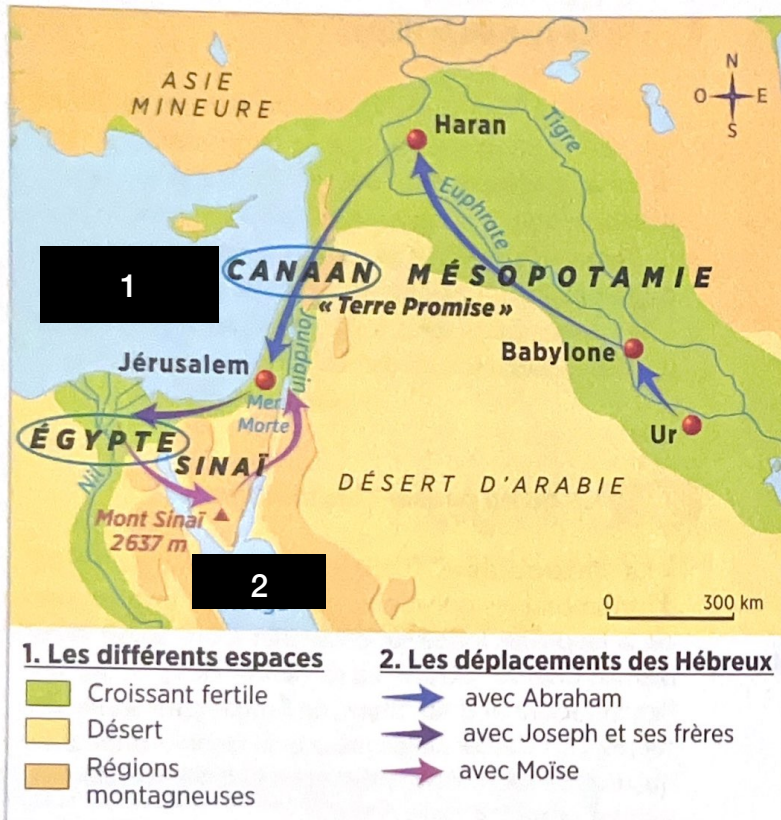 ASIE
MINEURE
N
O
E
S
Haran
Tigre
Euphrate
1
CANAAN
MÉSOPOTAMIE
« Terre Promise »
Jourdain
Babylone
Jérusalem
Mer
Morte
Ur
ÉGYPTE
SINAÏ
Nil
DÉSERT D'ARABIE
Mont Sinaï
2637 m
2
0
300 km
1. Les différents espaces
Croissant fertile
Désert
Régions
montagneuses
2. Les déplacements des Hébreux
avec Abraham
avec Joseph et ses frères
avec Moïse